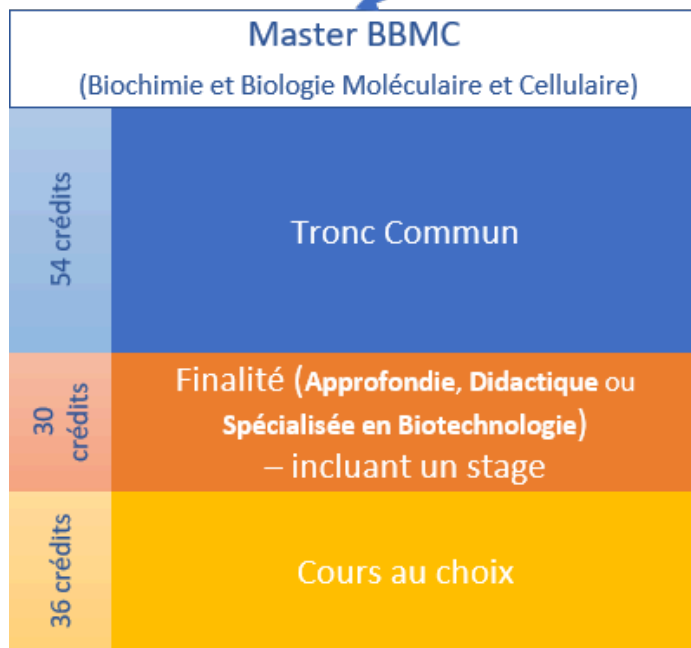 Master BBMC
(Biochimie et Biologie Moléculaire et Cellulaire)
54 crédits
Tronc Commun
30
crédits
Finalité (Approfondie, Didactique ou
Spécialisée en Biotechnologie)
– incluant un stage
36 crédits
Cours au choix